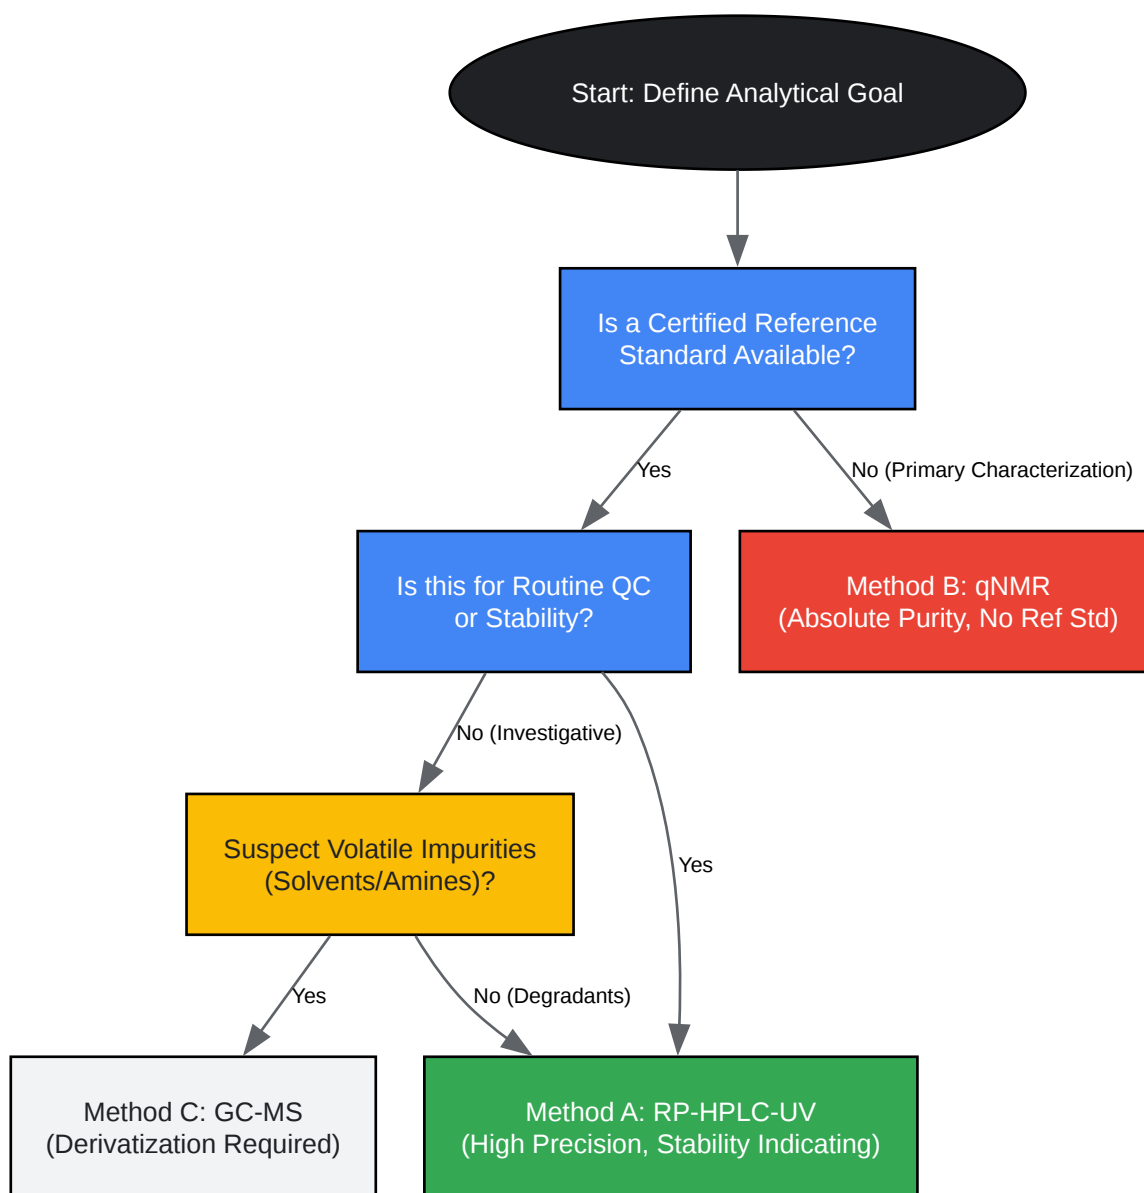 Start: Define Analytical Goal
Is a Certified Reference
Standard Available?
Yes
No (Primary Characterization)
Is this for Routine QC
or Stability?
Method B: qNMR
(Absolute Purity, No Ref Std)
No (Investigative)
Suspect Volatile Impurities
(Solvents/Amines)?
Yes
Yes
No (Degradants)
Method C: GC-MS
(Derivatization Required)
Method A: RP-HPLC-UV
(High Precision, Stability Indicating)